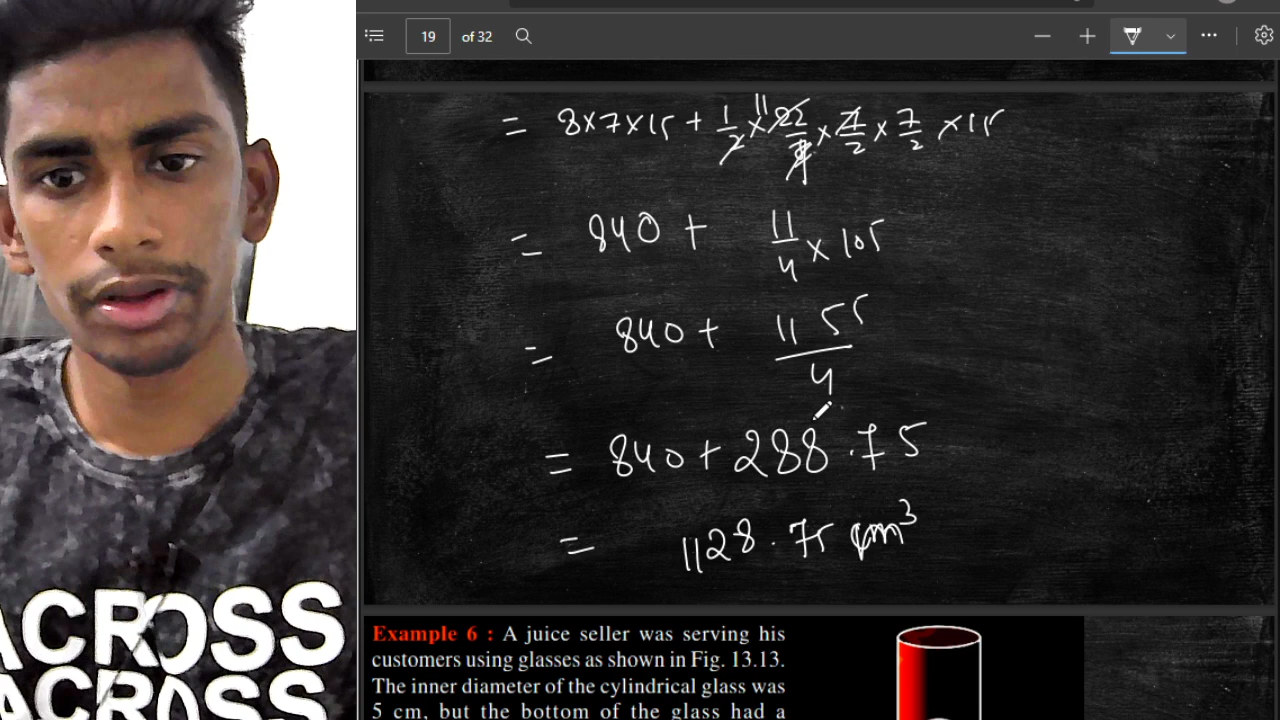 19 of 32
= 8×7×15 + 1/2 × 11 22/7 × 7/2 × 7/2 × 15
= 840 + 11/4 × 105
= 840 + 1155/4
= 840 + 288.75
= 1128.75 cm³
Example 6 : A juice seller was serving his
customers using glasses as shown in Fig. 13.13.
The inner diameter of the cylindrical glass was
5 cm, but the bottom of the glass had a
ACROSS
ACROSS